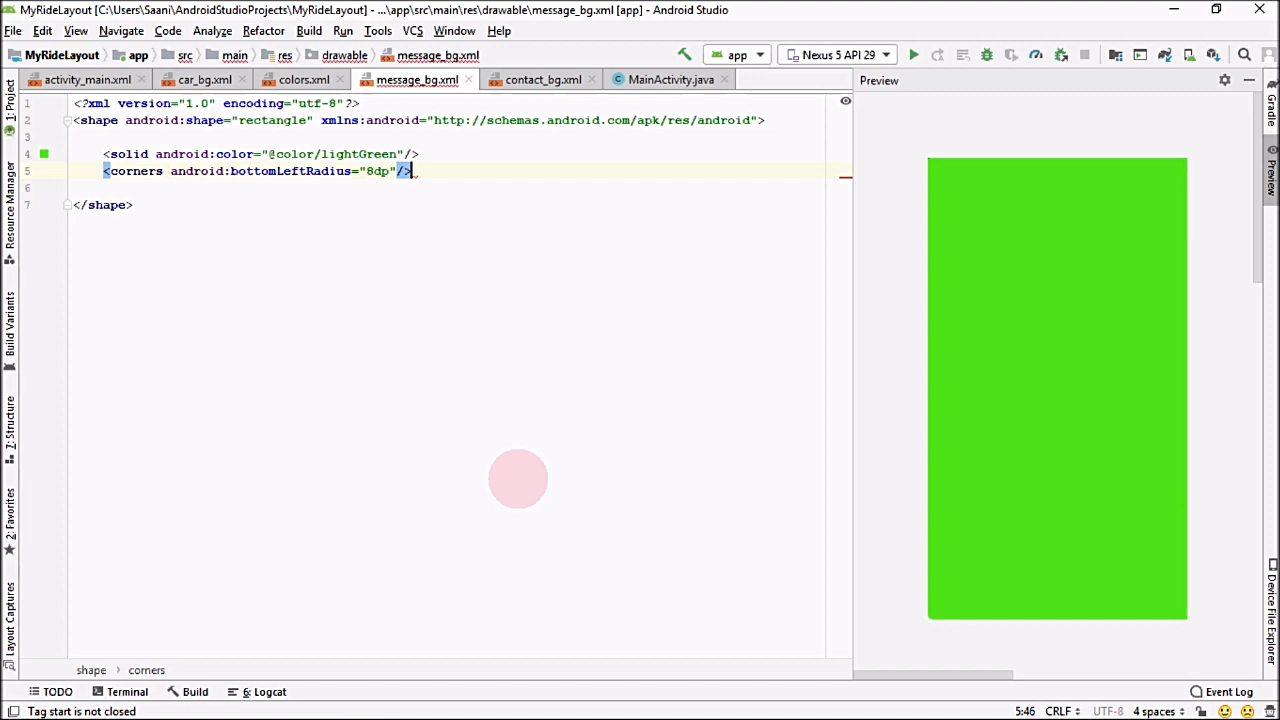 MyRideLayout [C:\Users\Saani\AndroidStudioProjects\MyRideLayout] - ...\app\src\main\res\drawable\message_bg.xml [app] - Android Studio
File Edit View Navigate Code Analyze Refactor Build Run Tools VCS Window Help
MyRideLayout app src main res drawable message_bg.xml app Nexus 5 API 29
activity_main.xml car_bg.xml colors.xml message_bg.xml contact_bg.xml MainActivity.java Preview
1 <?xml version="1.0" encoding="utf-8"?>
2 <shape android:shape="rectangle" xmlns:android="http://schemas.android.com/apk/res/android">
3
4 <solid android:color="@color/lightGreen"/>
5 <corners android:bottomLeftRadius="8dp"/>
6
7 </shape>
1: Project
Resource Manager
Build Variants
7: Structure
2: Favorites
Layout Captures
Gradle
Preview
Device File Explorer
shape corners
TODO Terminal Build 6: Logcat Event Log
Tag start is not closed 5:46 CRLF UTF-8 4 spaces